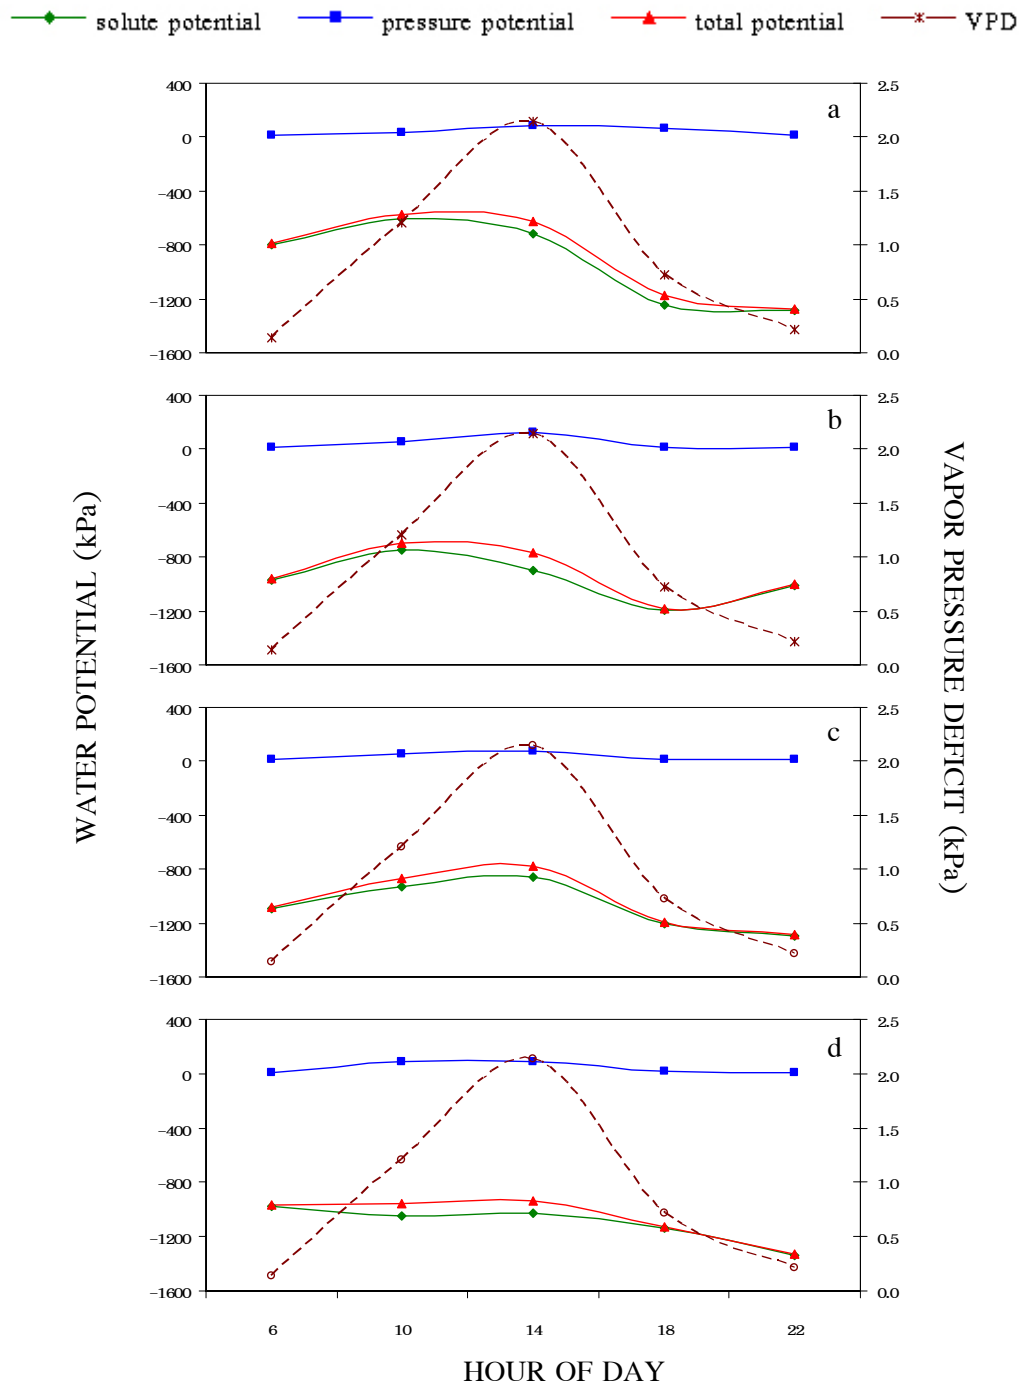 solute potential pressure potential total potential VPD
400 2.5
a
0 2.0
−400 1.5
−800 1.0
−1200 0.5
−1600 0.0
400 2.5
b
0 2.0
−400 1.5
−800 1.0
−1200 0.5
−1600 0.0
WATER POTENTIAL (kPa)
VAPOR PRESSURE DEFICIT (kPa)
400 2.5
c
0 2.0
−400 1.5
−800 1.0
−1200 0.5
−1600 0.0
400 2.5
d
0 2.0
−400 1.5
−800 1.0
−1200 0.5
−1600 0.0
6 10 14 18 22
HOUR OF DAY